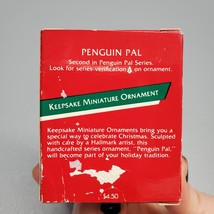 PENGUIN PAL
Second in Penguin Pal Series.
Look for series verification on ornament.
KEEPSAKE MINIATURE ORNAMENT
Keepsake Miniature Ornaments bring you a
special way to celebrate Christmas. Sculpted
with care by a Hallmark artist, this
handcrafted series ornament, "Penguin Pal,"
will become part of your holiday tradition.
$4.50